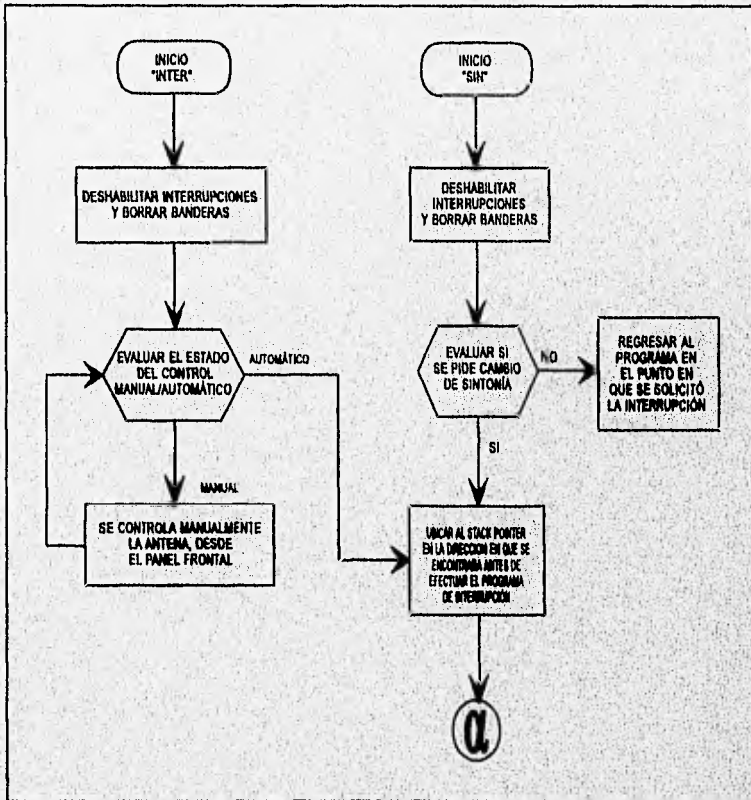 INICIO
"INTER"
DESHABILITAR INTERRUPCIONES
Y BORRAR BANDERAS
EVALUAR EL ESTADO
DEL CONTROL
MANUAL/AUTOMÁTICO
AUTOMÁTICO
MANUAL
SE CONTROLA MANUALMENTE
LA ANTENA, DESDE
EL PANEL FRONTAL
INICIO
"SIN"
DESHABILITAR
INTERRUPCIONES
Y BORRAR BANDERAS
EVALUAR SI
SE PIDE CAMBIO
DE SINTONÍA
NO
REGRESAR AL
PROGRAMA EN
EL PUNTO EN
QUE SE SOLICITÓ
LA INTERRUPCIÓN
SI
UBICAR AL STACK POINTER
EN LA DIRECCION EN QUE SE
ENCONTRABA ANTES DE
EFECTUAR EL PROGRAMA
DE INTERRUPCIÓN
α